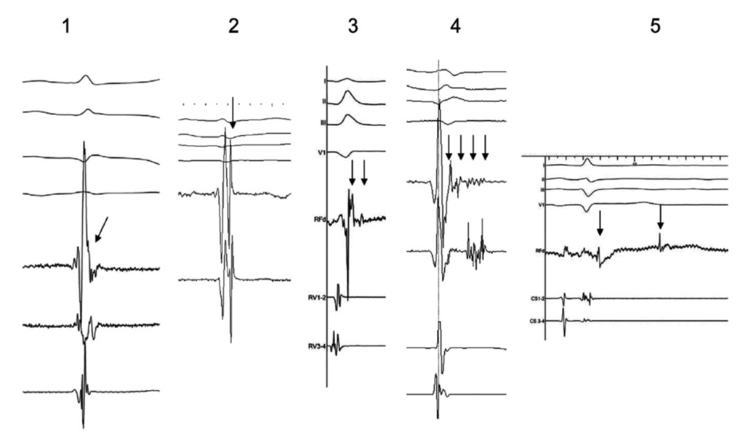 1 2 3 4 5
I
II
III
V1
RFd
RV1-2
RV3-4
I
II
III
V1
RFd
CS1-2
CS 3-4